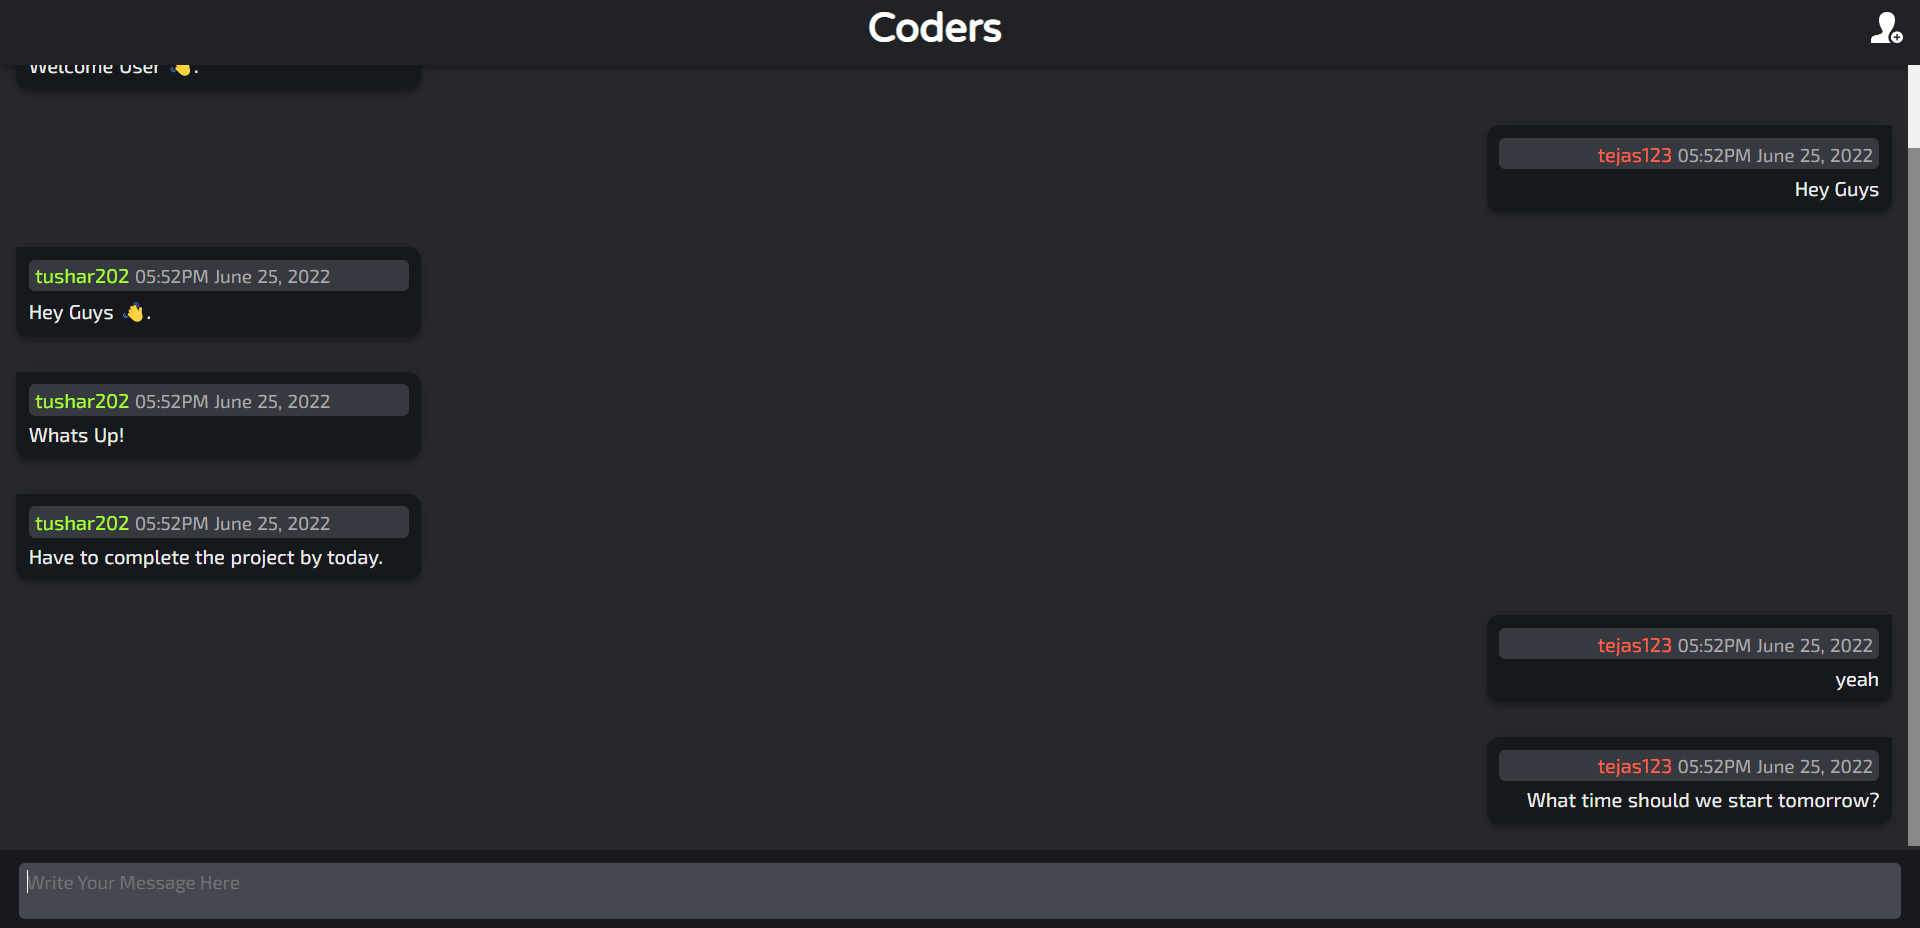 Coders
Welcome User 👋.
tejas123 05:52PM June 25, 2022
Hey Guys
tushar202 05:52PM June 25, 2022
Hey Guys 👋.
tushar202 05:52PM June 25, 2022
Whats Up!
tushar202 05:52PM June 25, 2022
Have to complete the project by today.
tejas123 05:52PM June 25, 2022
yeah
tejas123 05:52PM June 25, 2022
What time should we start tomorrow?
Write Your Message Here